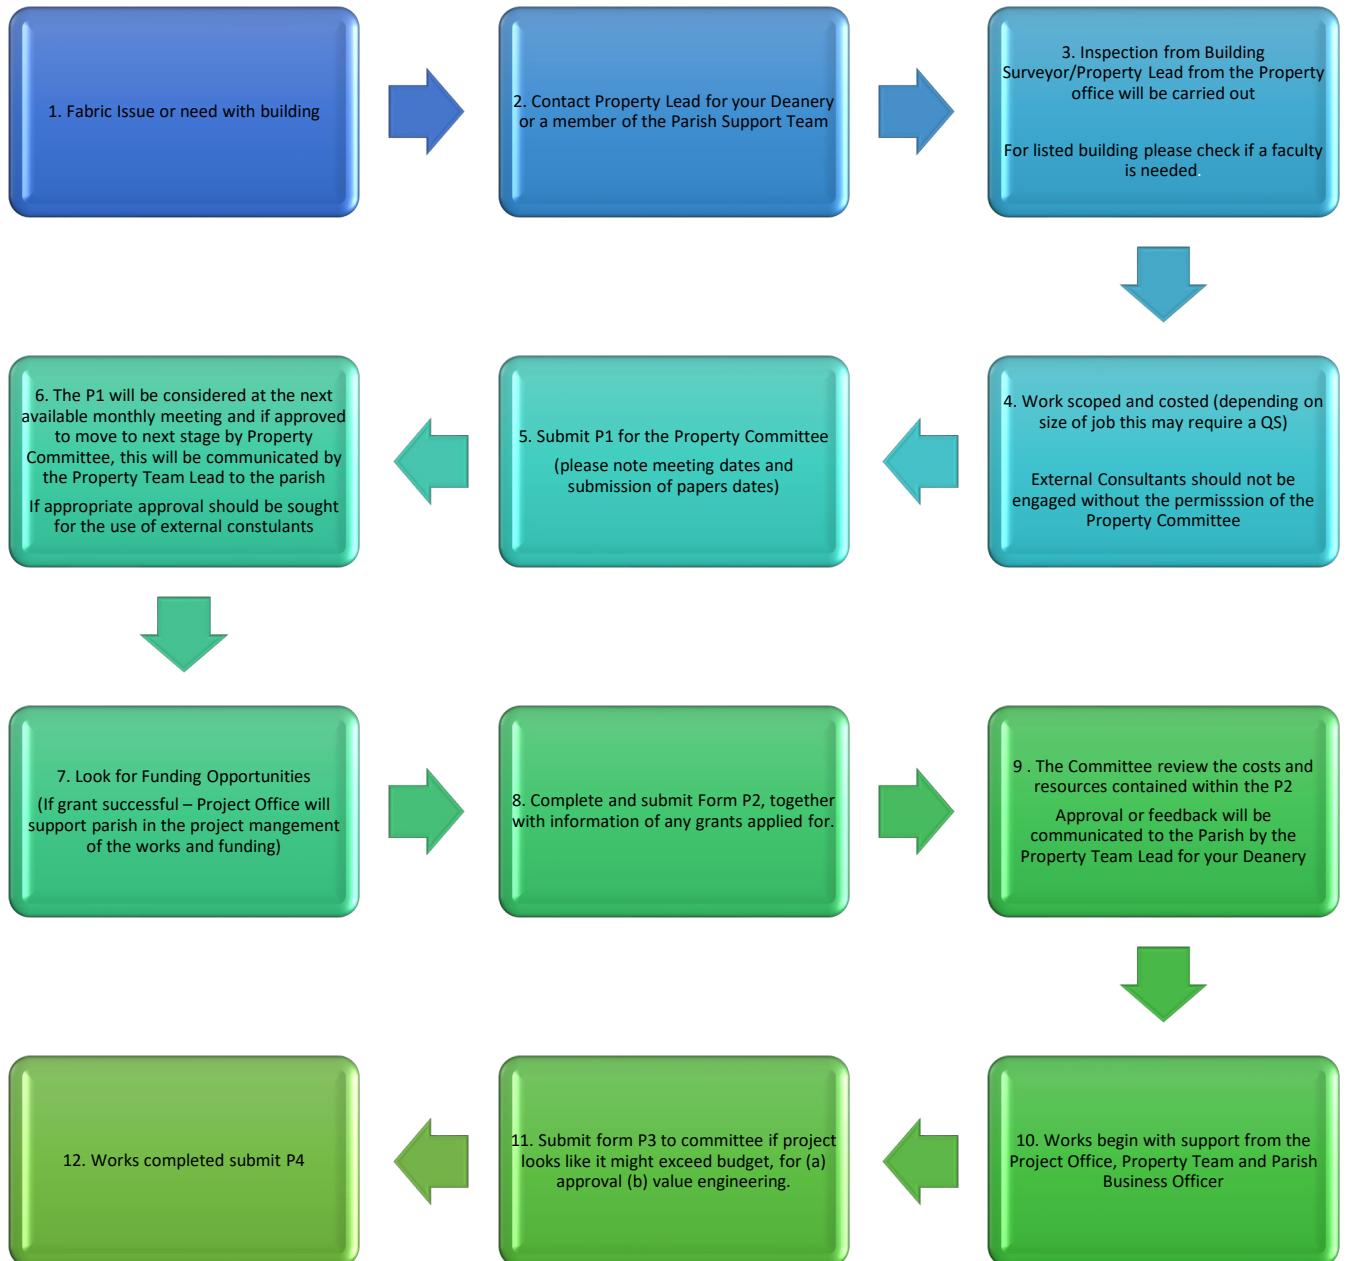 1. Fabric Issue or need with building
2. Contact Property Lead for your Deanery
or a member of the Parish Support Team
3. Inspection from Building
Surveyor/Property Lead from the Property
office will be carried out
For listed building please check if a faculty
is needed.
4. Work scoped and costed (depending on
size of job this may require a QS)
External Consultants should not be
engaged without the permisssion of the
Property Committee
5. Submit P1 for the Property Committee
(please note meeting dates and
submission of papers dates)
6. The P1 will be considered at the next
available monthly meeting and if approved
to move to next stage by Property
Committee, this will be communicated by
the Property Team Lead to the parish
If appropriate approval should be sought
for the use of external constulants
7. Look for Funding Opportunities
(If grant successful – Project Office will
support parish in the project mangement
of the works and funding)
8. Complete and submit Form P2, together
with information of any grants applied for.
9 . The Committee review the costs and
resources contained within the P2
Approval or feedback will be
communicated to the Parish by the
Property Team Lead for your Deanery
10. Works begin with support from the
Project Office, Property Team and Parish
Business Officer
11. Submit form P3 to committee if project
looks like it might exceed budget, for (a)
approval (b) value engineering.
12. Works completed submit P4